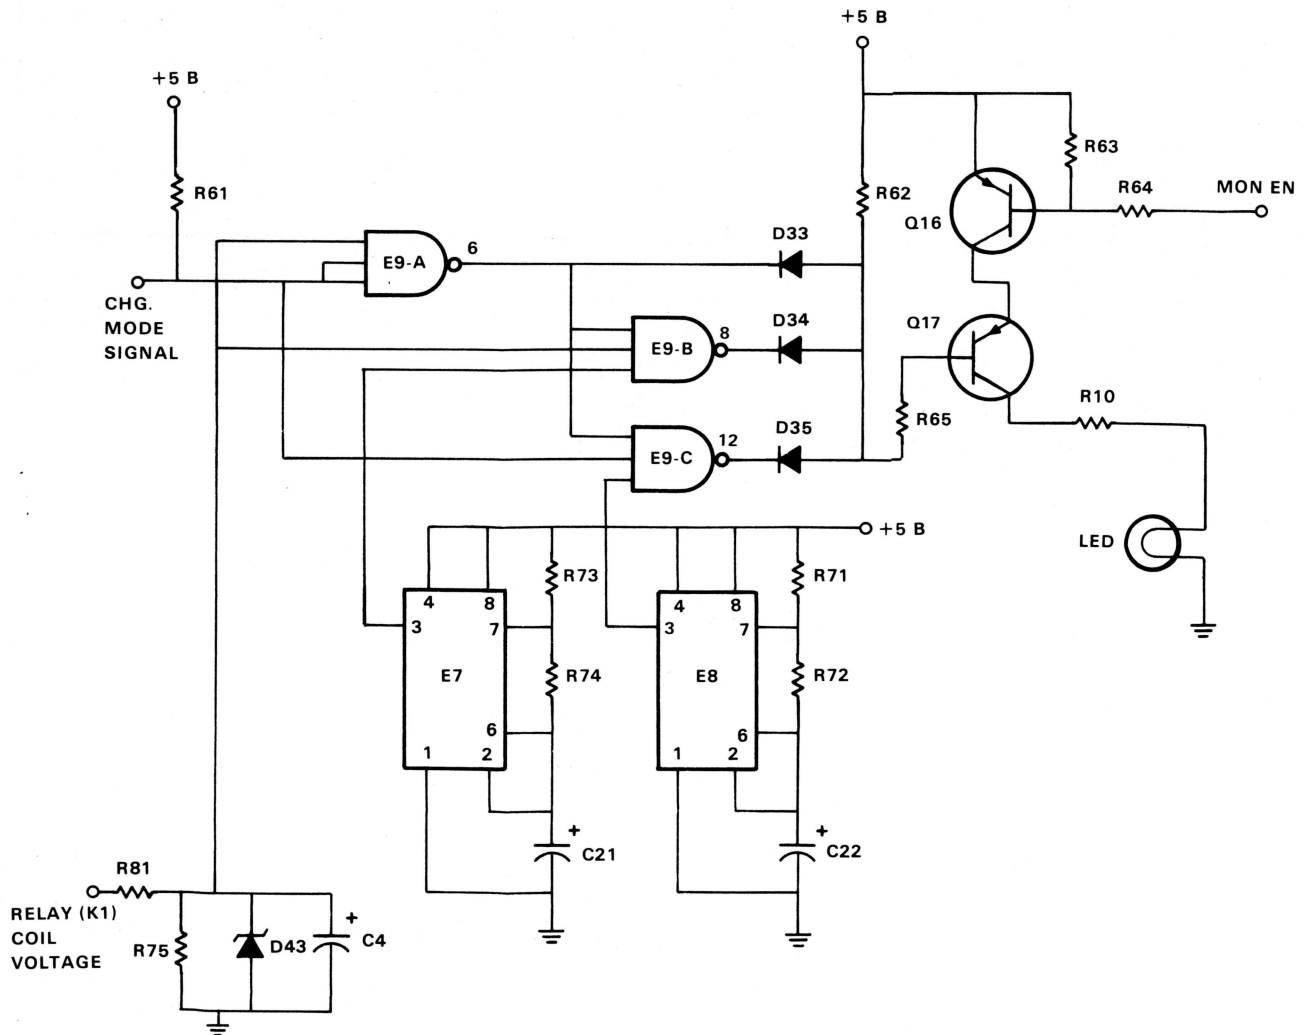 +5 B
+5 B
R61
R63
R62
R64
MON EN
Q16
E9-A
6
D33
CHG.
MODE
SIGNAL
E9-B
8
D34
Q17
R10
R65
E9-C
12
D35
LED
+5 B
R73
R71
4
8
4
8
3
7
3
7
E7
R74
E8
R72
6
6
1
2
1
2
+
C21
+
C22
R81
RELAY (K1)
COIL
VOLTAGE
R75
D43
+
C4